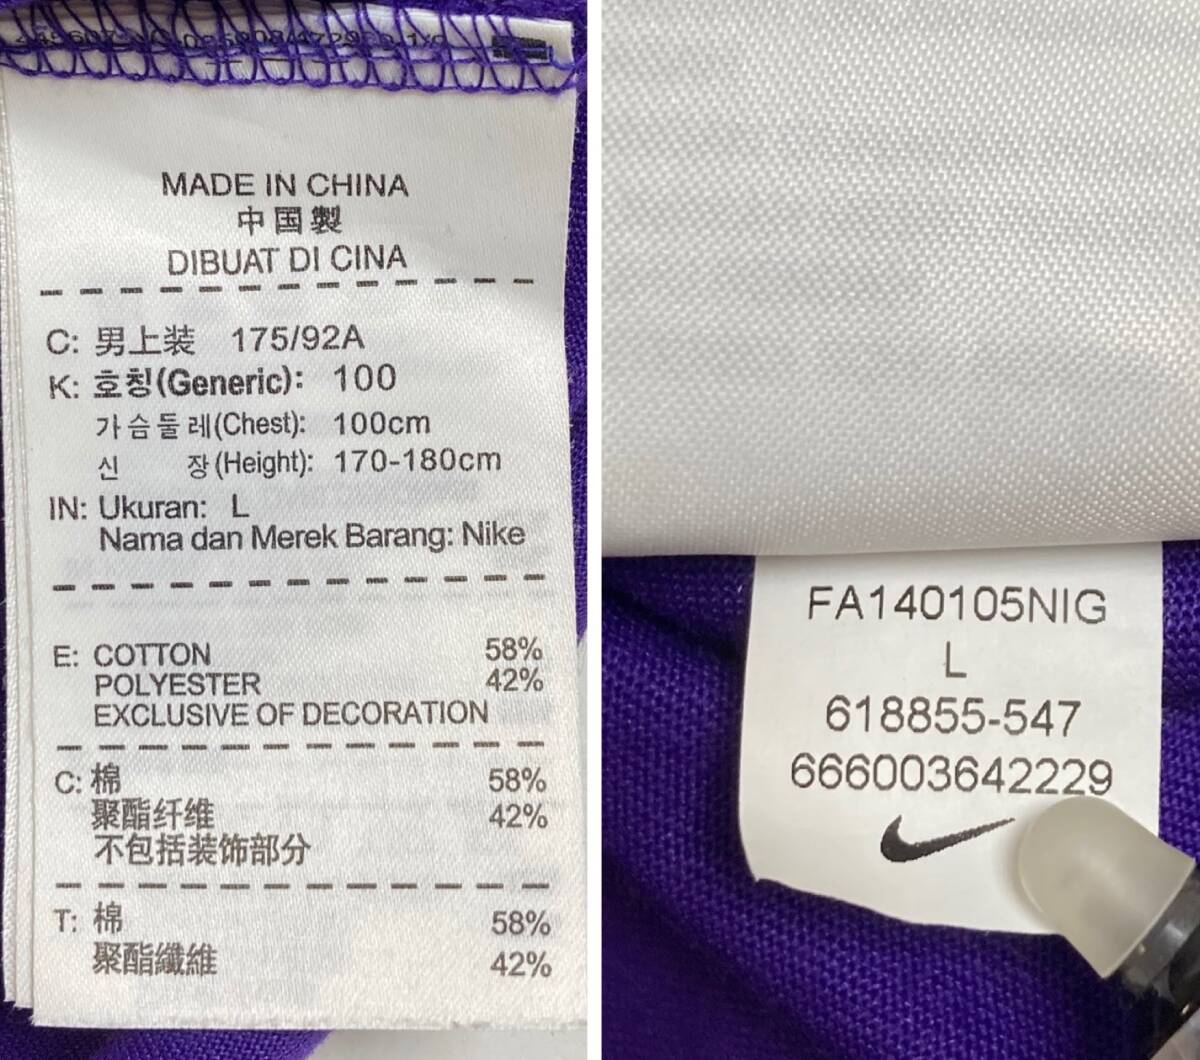 MADE IN CHINA
中国製
DIBUAT DI CINA
C: 男上装 175/92A
K: 호칭(Generic): 100
가슴둘레(Chest): 100cm
신 장(Height): 170-180cm
IN: Ukuran: L
Nama dan Merek Barang: Nike
E: COTTON 58%
POLYESTER 42%
EXCLUSIVE OF DECORATION
C: 棉 58%
聚酯纤维 42%
不包括装饰部分
T: 棉 58%
聚酯纖維 42%
FA140105NIG
L
618855-547
666003642229